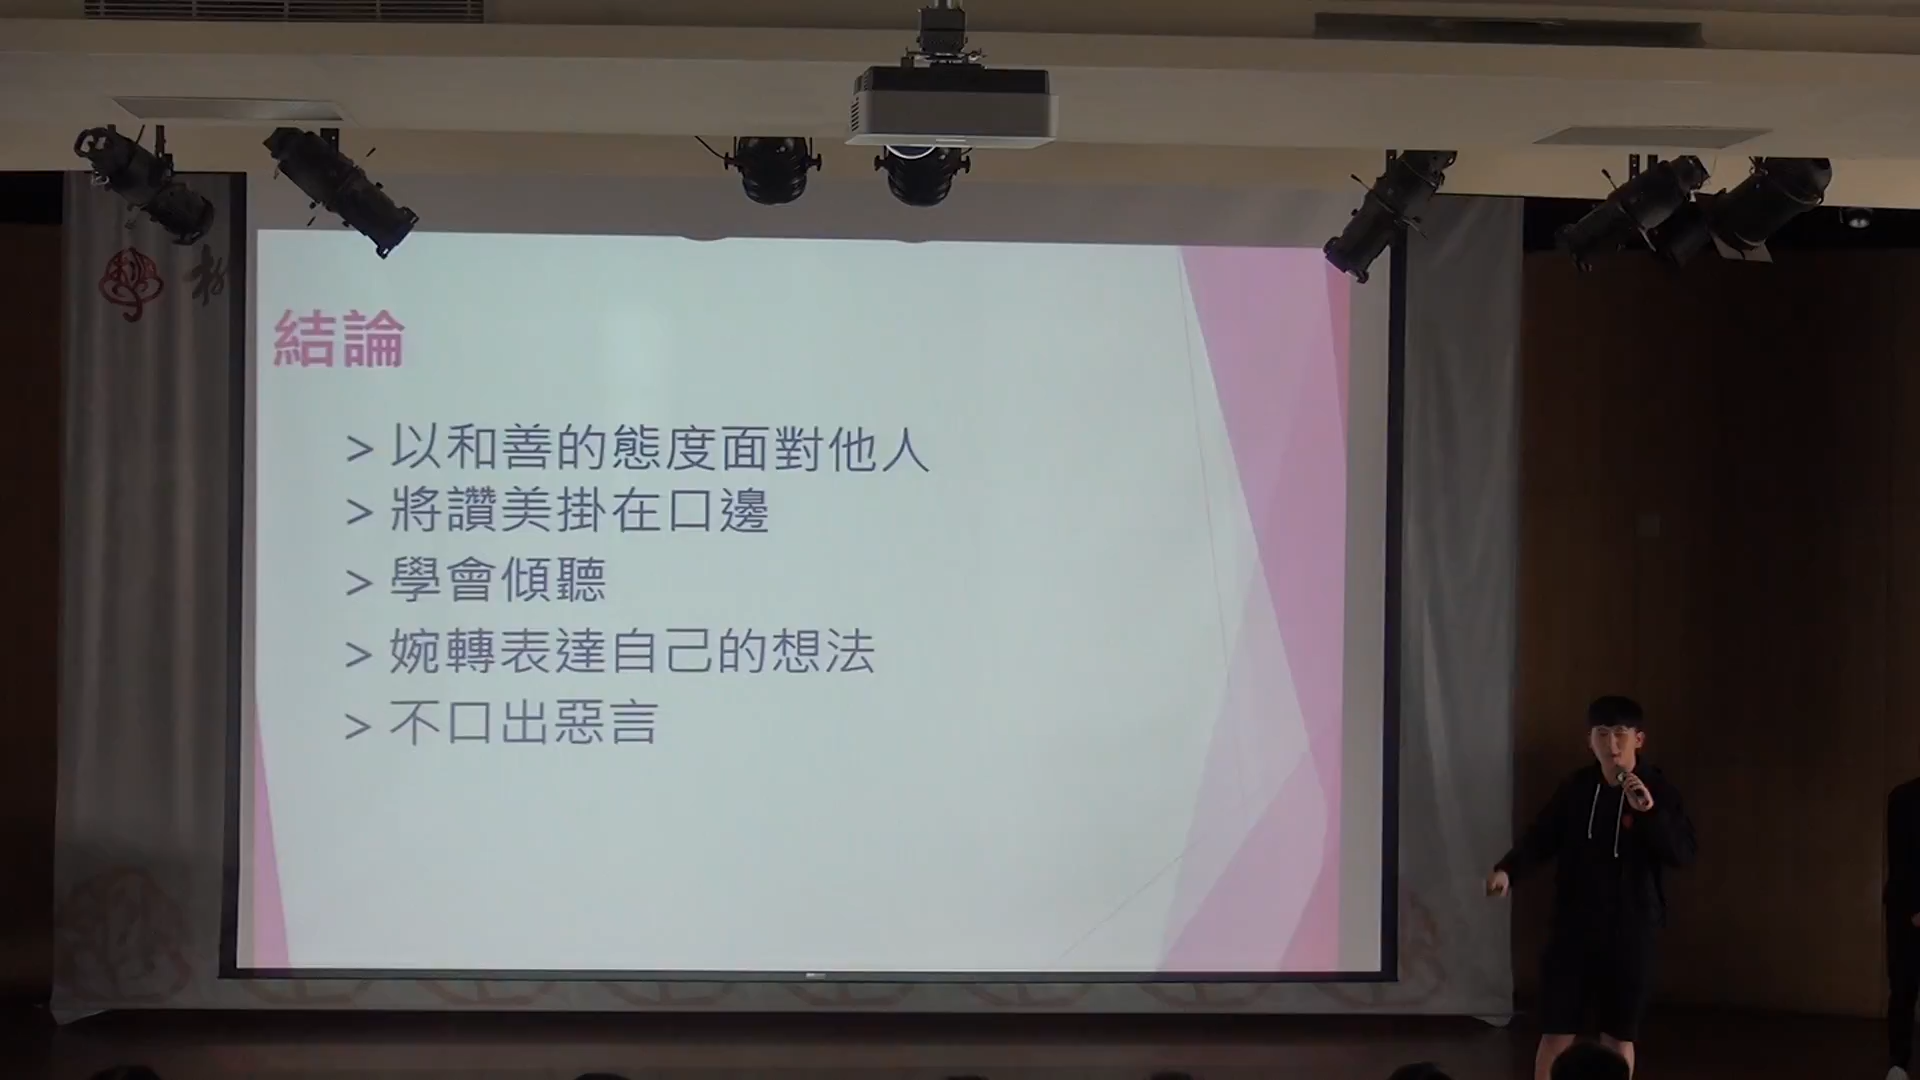 結論
> 以和善的態度面對他人
> 將讚美掛在口邊
> 學會傾聽
> 婉轉表達自己的想法
> 不口出惡言